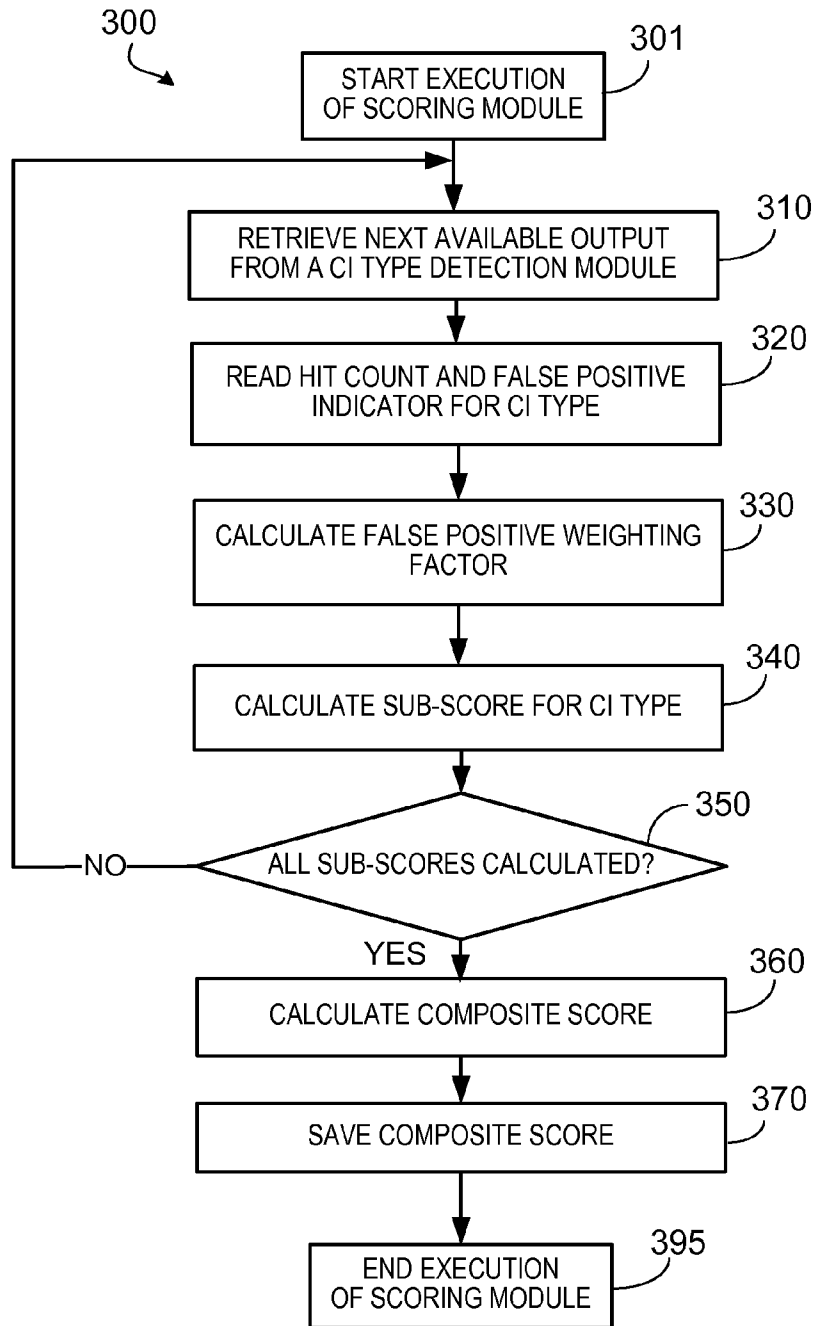 300
301
START EXECUTION
OF SCORING MODULE
310
RETRIEVE NEXT AVAILABLE OUTPUT
FROM A CI TYPE DETECTION MODULE
320
READ HIT COUNT AND FALSE POSITIVE
INDICATOR FOR CI TYPE
330
CALCULATE FALSE POSITIVE WEIGHTING
FACTOR
340
CALCULATE SUB-SCORE FOR CI TYPE
350
ALL SUB-SCORES CALCULATED?
NO
YES
360
CALCULATE COMPOSITE SCORE
370
SAVE COMPOSITE SCORE
395
END EXECUTION
OF SCORING MODULE